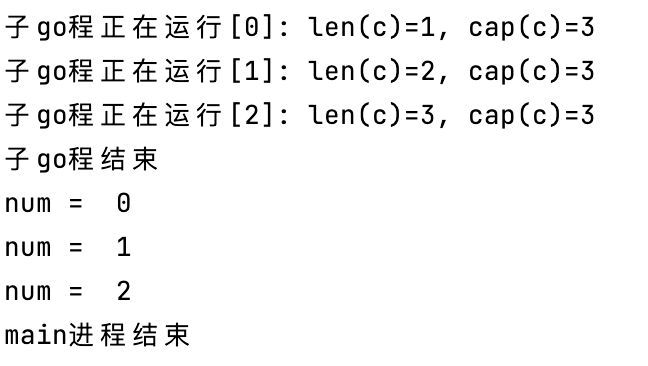 子go程正在运行[0]: len(c)=1, cap(c)=3
子go程正在运行[1]: len(c)=2, cap(c)=3
子go程正在运行[2]: len(c)=3, cap(c)=3
子go程结束
num =  0
num =  1
num =  2
main进程结束